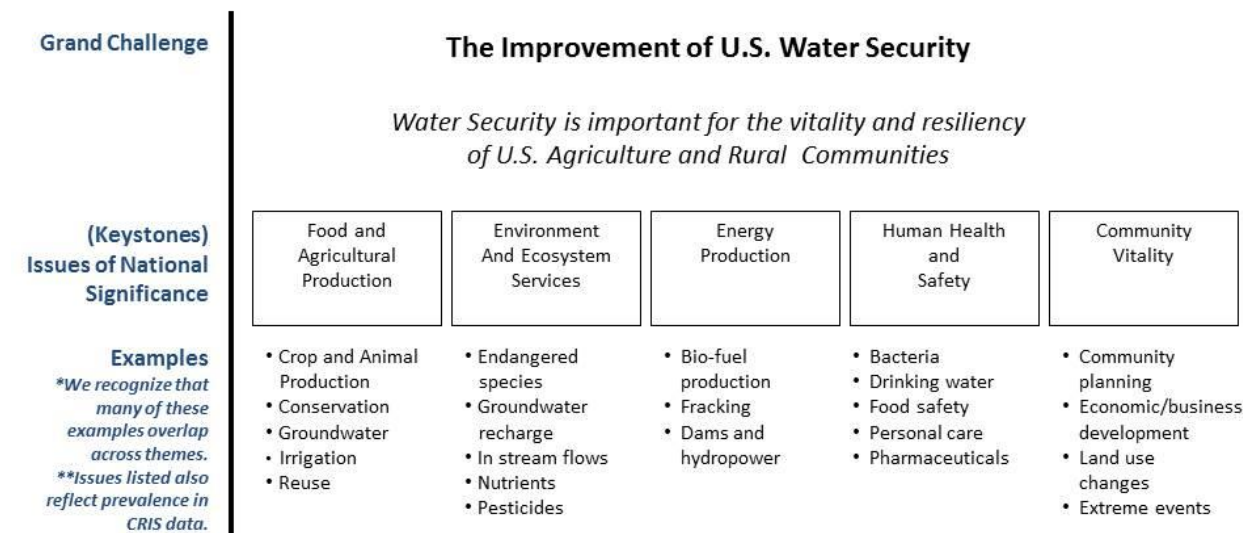 Grand Challenge
The Improvement of U.S. Water Security
Water Security is important for the vitality and resiliency
of U.S. Agriculture and Rural Communities
(Keystones)
Issues of National
Significance
Food and
Agricultural
Production
Environment
And Ecosystem
Services
Energy
Production
Human Health
and
Safety
Community
Vitality
Examples
*We recognize that
many of these
examples overlap
across themes.
**Issues listed also
reflect prevalence in
CRIS data.
• Crop and Animal
Production
• Conservation
• Groundwater
• Irrigation
• Reuse
• Endangered
species
• Groundwater
recharge
• In stream flows
• Nutrients
• Pesticides
• Bio-fuel
production
• Fracking
• Dams and
hydropower
• Bacteria
• Drinking water
• Food safety
• Personal care
• Pharmaceuticals
• Community
planning
• Economic/business
development
• Land use
changes
• Extreme events